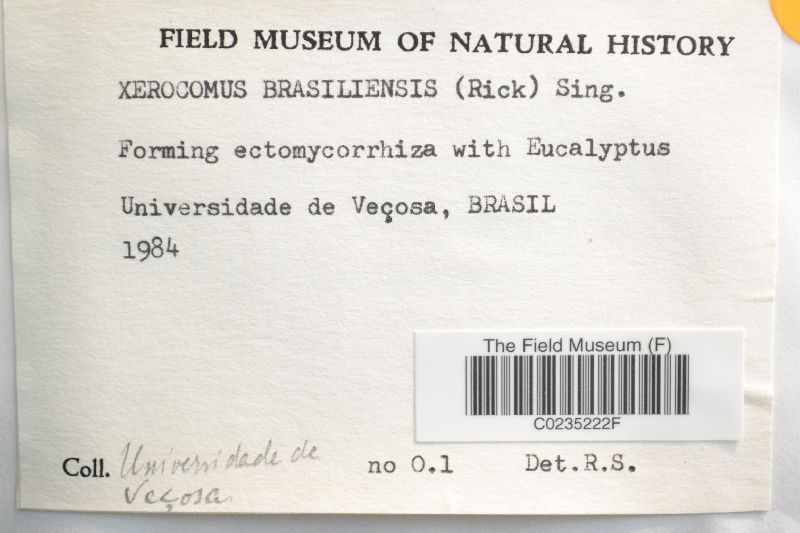 FIELD MUSEUM OF NATURAL HISTORY
XEROCOMUS BRASILIENSIS (Rick) Sing.
Forming ectomycorrhiza with Eucalyptus
Universidade de Veçosa, BRASIL
1984
The Field Museum (F)
C0235222F
Coll. Universidade de Veçosa
no O.1 Det.R.S.